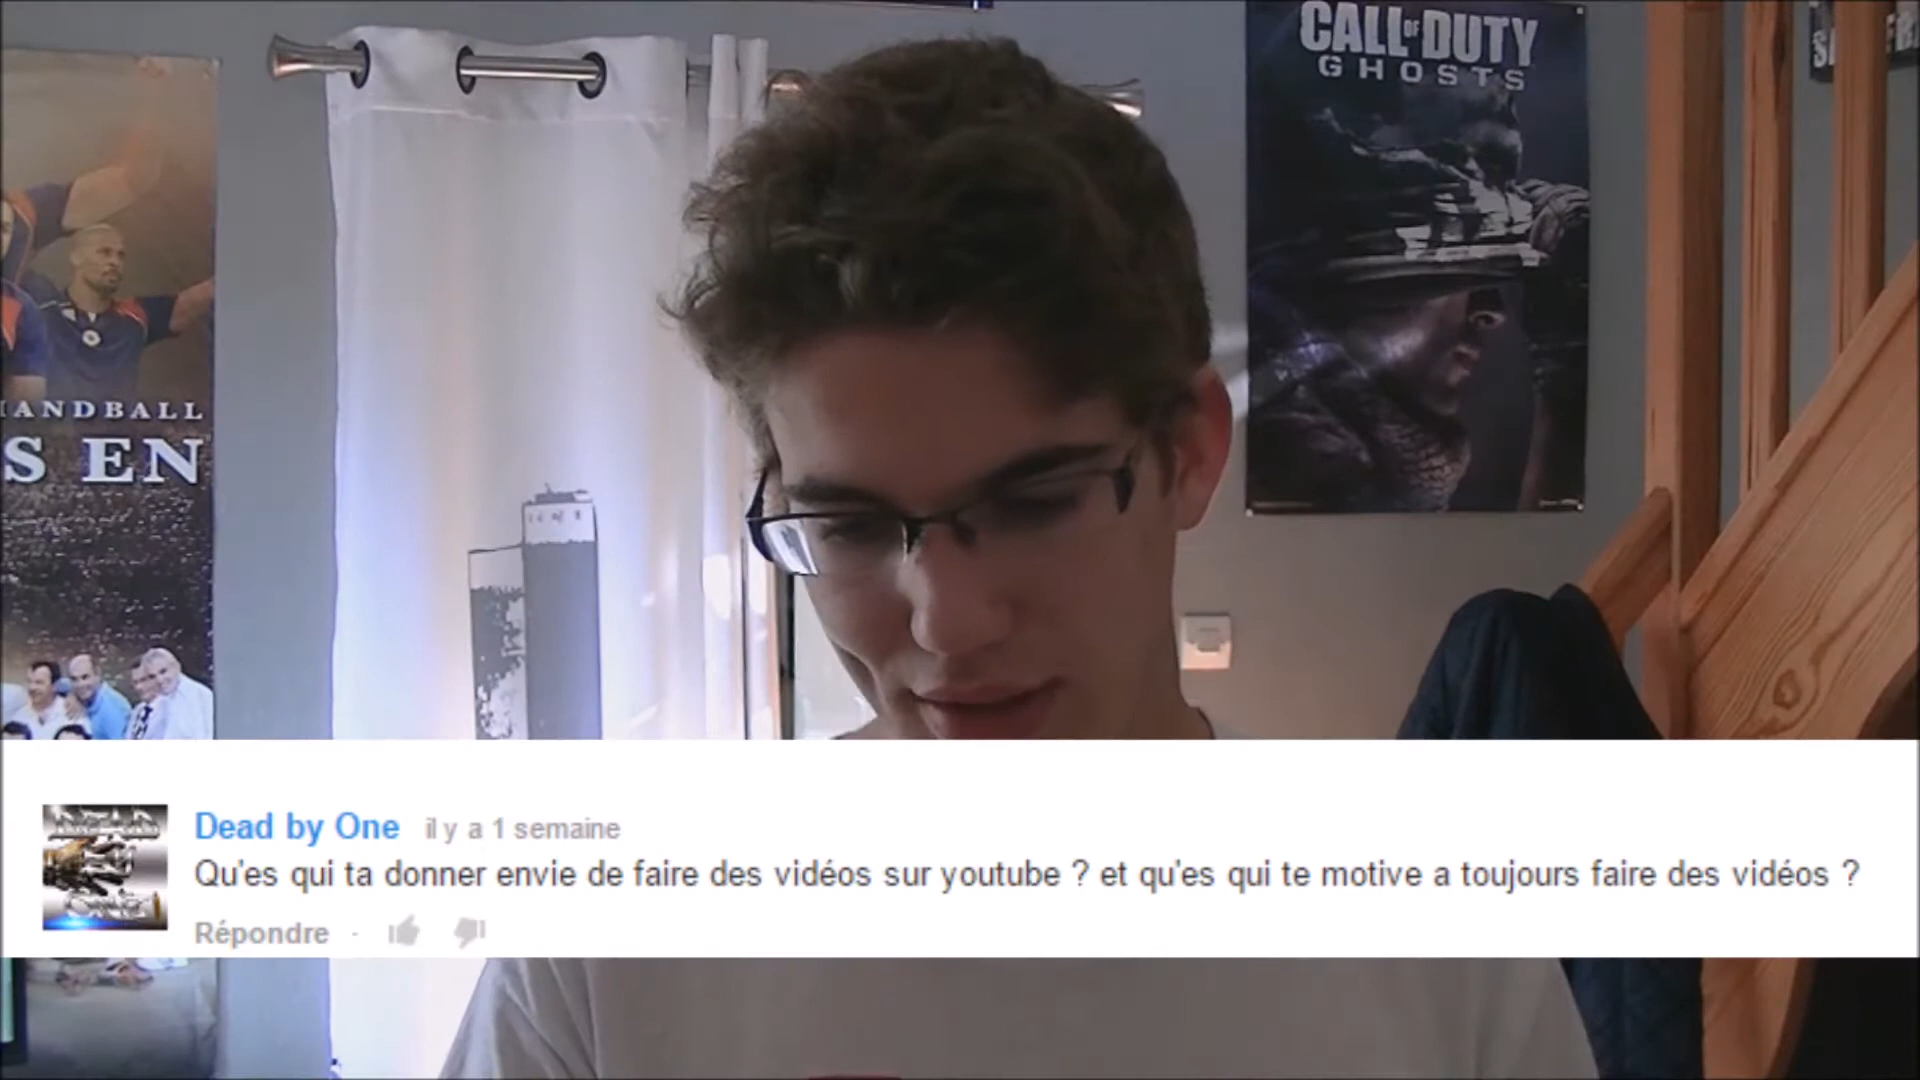 CALL OF DUTY
GHOSTS
HANDBALL
S EN
Dead by One il y a 1 semaine
Qu'es qui ta donner envie de faire des vidéos sur youtube ? et qu'es qui te motive a toujours faire des vidéos ?
Répondre